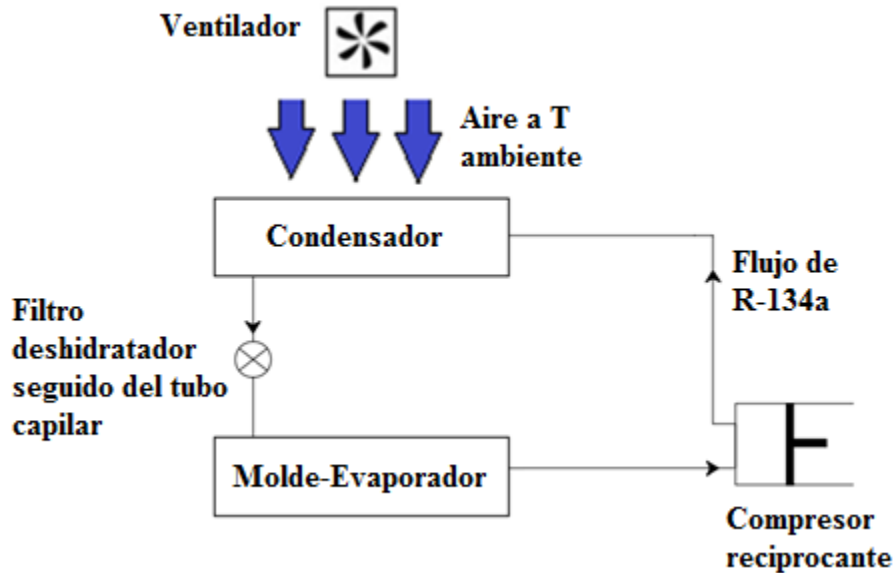 Ventilador
Aire a T
ambiente
Condensador
Flujo de
R-134a
Filtro
deshidratador
seguido del tubo
capilar
Molde-Evaporador
Compresor
reciprocante